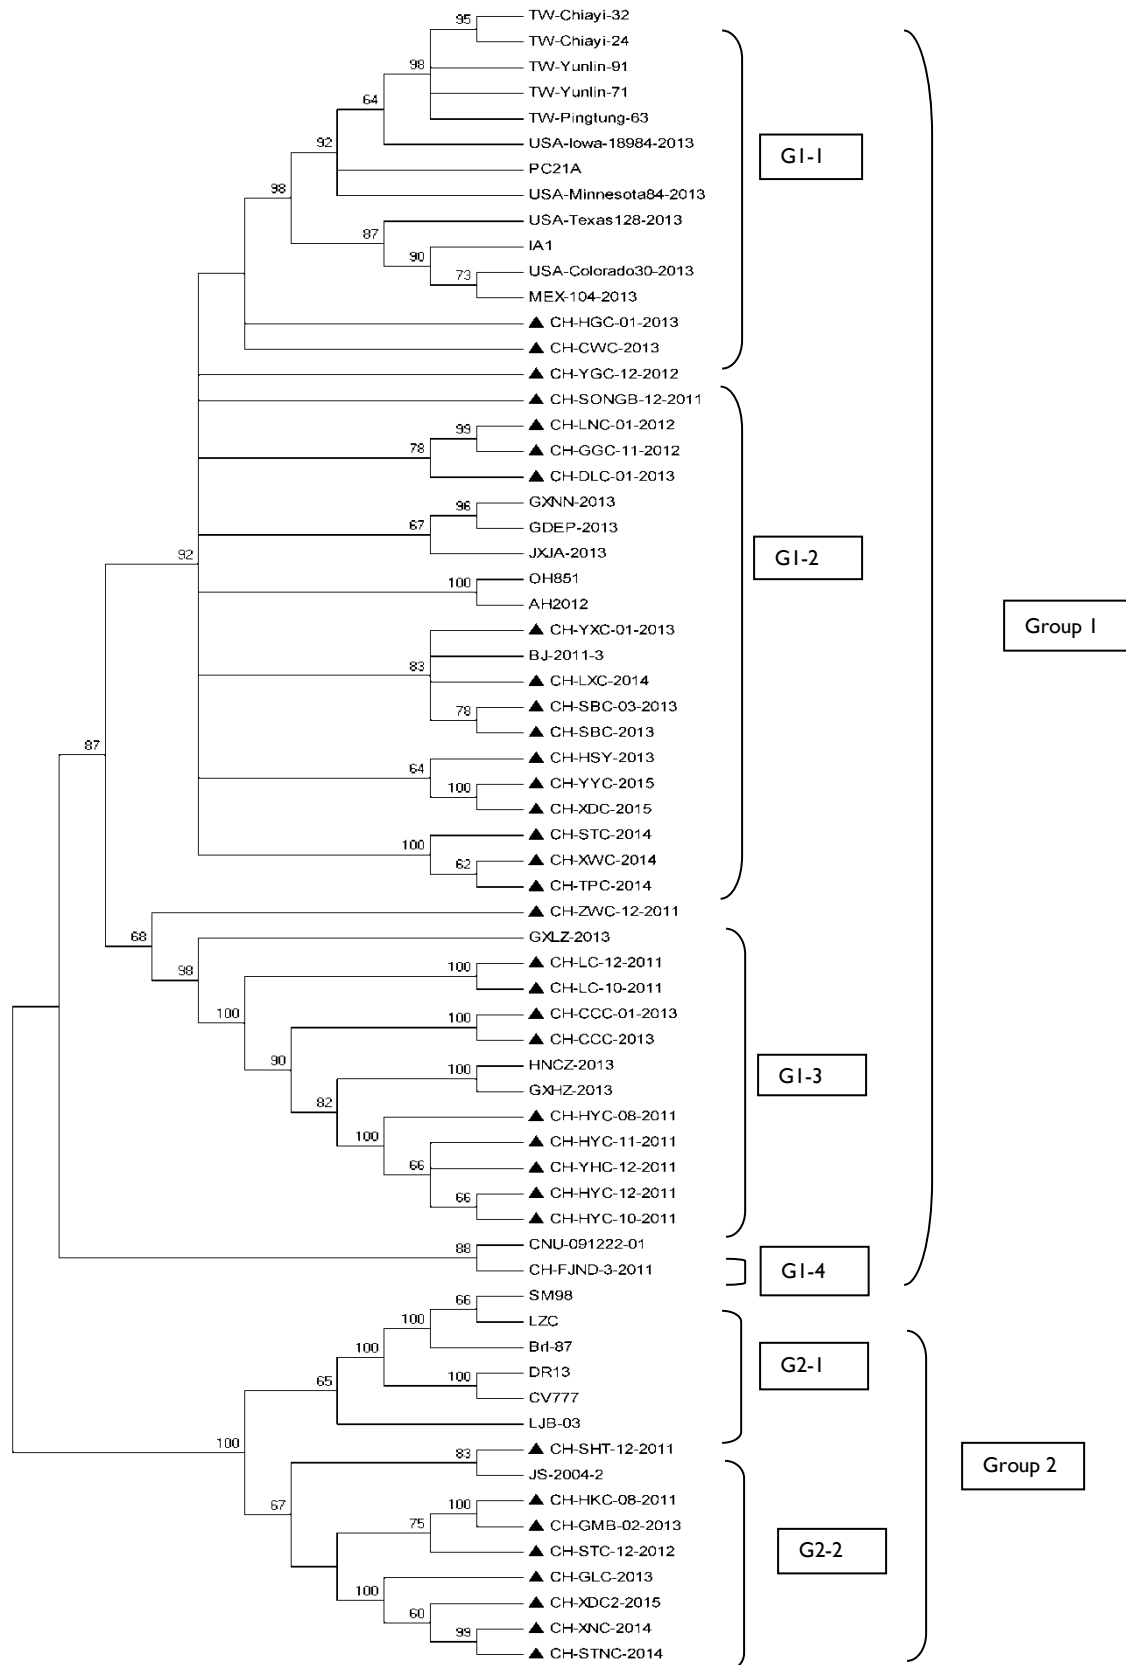 95
TW-Chiayi-32
TW-Chiayi-24
98
TW-Yunlin-91
TW-Yunlin-71
64
TW-Pingtung-63
92
USA-Iowa-18984-2013
G1-1
98
PC21A
USA-Minnesota84-2013
87
USA-Texas128-2013
90
IA1
73
USA-Colorado30-2013
MEX-104-2013
▲ CH-HGC-01-2013
▲ CH-CWC-2013
▲ CH-YGC-12-2012
▲ CH-SONGB-12-2011
99
▲ CH-LNC-01-2012
78
▲ CH-GGC-11-2012
▲ CH-DLC-01-2013
96
GXNN-2013
67
GDEP-2013
92
JXJA-2013
G1-2
100
OH851
AH2012
▲ CH-YXC-01-2013
Group 1
83
BJ-2011-3
▲ CH-LXC-2014
78
▲ CH-SBC-03-2013
▲ CH-SBC-2013
87
64
▲ CH-HSY-2013
100
▲ CH-YYC-2015
▲ CH-XDC-2015
100
▲ CH-STC-2014
62
▲ CH-XWC-2014
▲ CH-TPC-2014
▲ CH-ZWC-12-2011
68
GXLZ-2013
98
100
▲ CH-LC-12-2011
▲ CH-LC-10-2011
100
100
▲ CH-CCC-01-2013
▲ CH-CCC-2013
90
100
HNCZ-2013
G1-3
GXHZ-2013
82
▲ CH-HYC-08-2011
100
▲ CH-HYC-11-2011
66
▲ CH-YHC-12-2011
66
▲ CH-HYC-12-2011
▲ CH-HYC-10-2011
88
CNU-091222-01
CH-FJND-3-2011
G1-4
66
SM98
100
LZC
100
Brl-87
G2-1
65
100
DR13
CV777
LJB-03
100
83
▲ CH-SHT-12-2011
Group 2
JS-2004-2
67
100
▲ CH-HKC-08-2011
75
▲ CH-GMB-02-2013
▲ CH-STC-12-2012
G2-2
100
▲ CH-GLC-2013
60
▲ CH-XDC2-2015
99
▲ CH-XNC-2014
▲ CH-STNC-2014